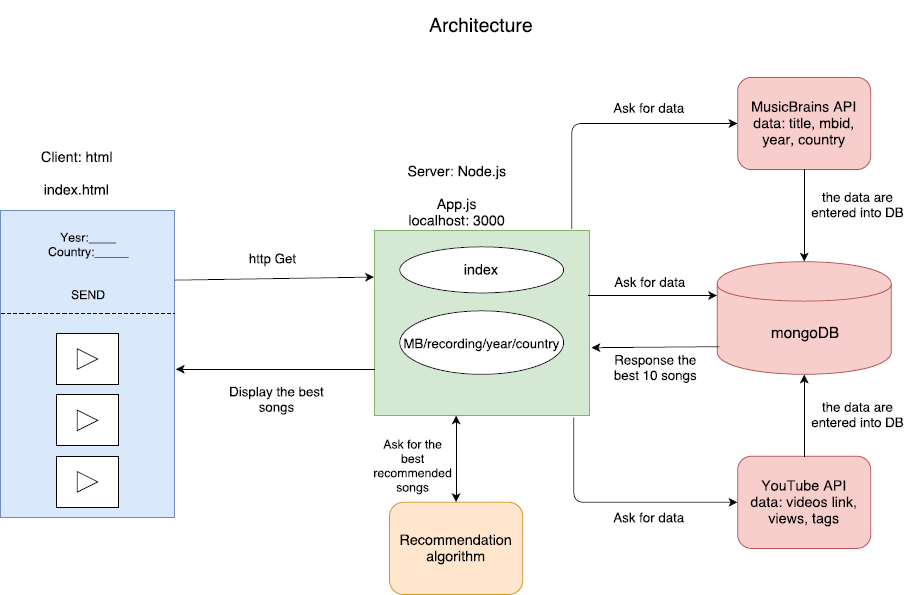 Architecture
Client: html
index.html
Yesr:____
Country:_____
SEND
http Get
Display the best
songs
Server: Node.js
App.js
localhost: 3000
index
MB/recording/year/country
Ask for the
best
recommended
songs
Recommendation
algorithm
Ask for data
Ask for data
Response the
best 10 songs
Ask for data
MusicBrains API
data: title, mbid,
year, country
the data are
entered into DB
mongoDB
the data are
entered into DB
YouTube API
data: videos link,
views, tags